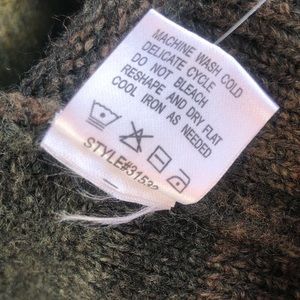 MACHINE WASH COLD
DELICATE CYCLE
DO NOT BLEACH
RESHAPE AND DRY FLAT
COOL IRON AS NEEDED